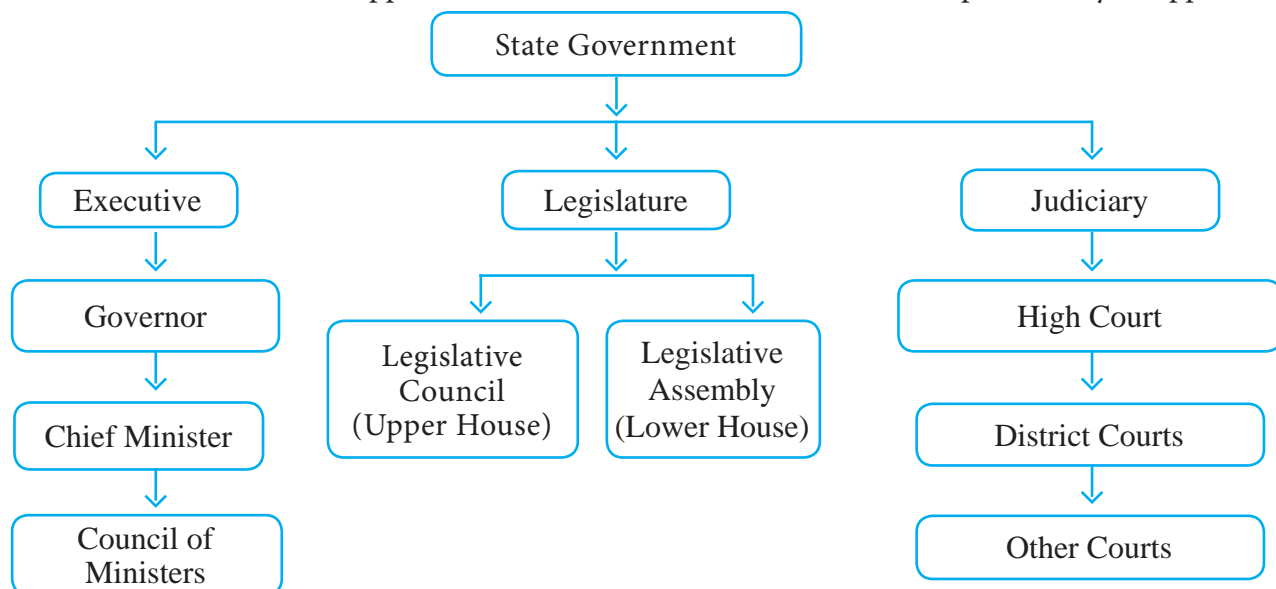 State Government
Executive
Legislature
Judiciary
Governor
Legislative
Council
(Upper House)
Legislative
Assembly
(Lower House)
High Court
Chief Minister
District Courts
Council of
Ministers
Other Courts